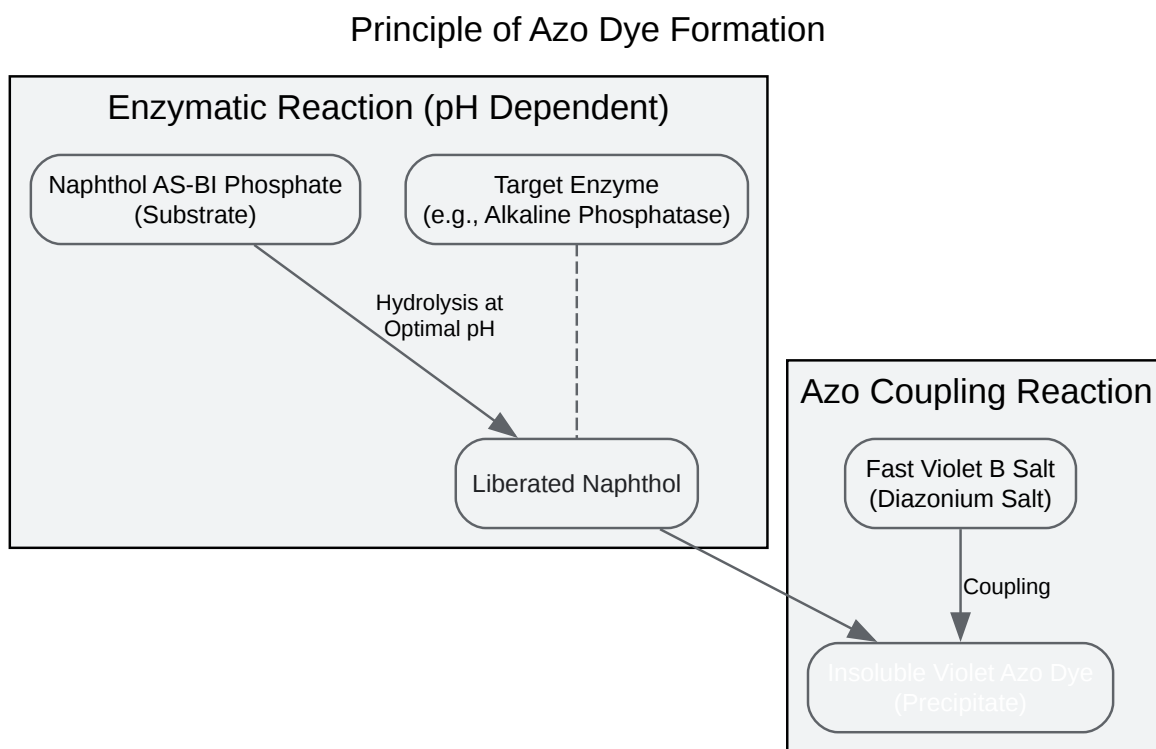 Principle of Azo Dye Formation
Enzymatic Reaction (pH Dependent)
Naphthol AS-BI Phosphate
(Substrate)
Target Enzyme
(e.g., Alkaline Phosphatase)
Hydrolysis at
Optimal pH
Liberated Naphthol
Azo Coupling Reaction
Fast Violet B Salt
(Diazonium Salt)
Coupling
Insoluble Violet Azo Dye
(Precipitate)